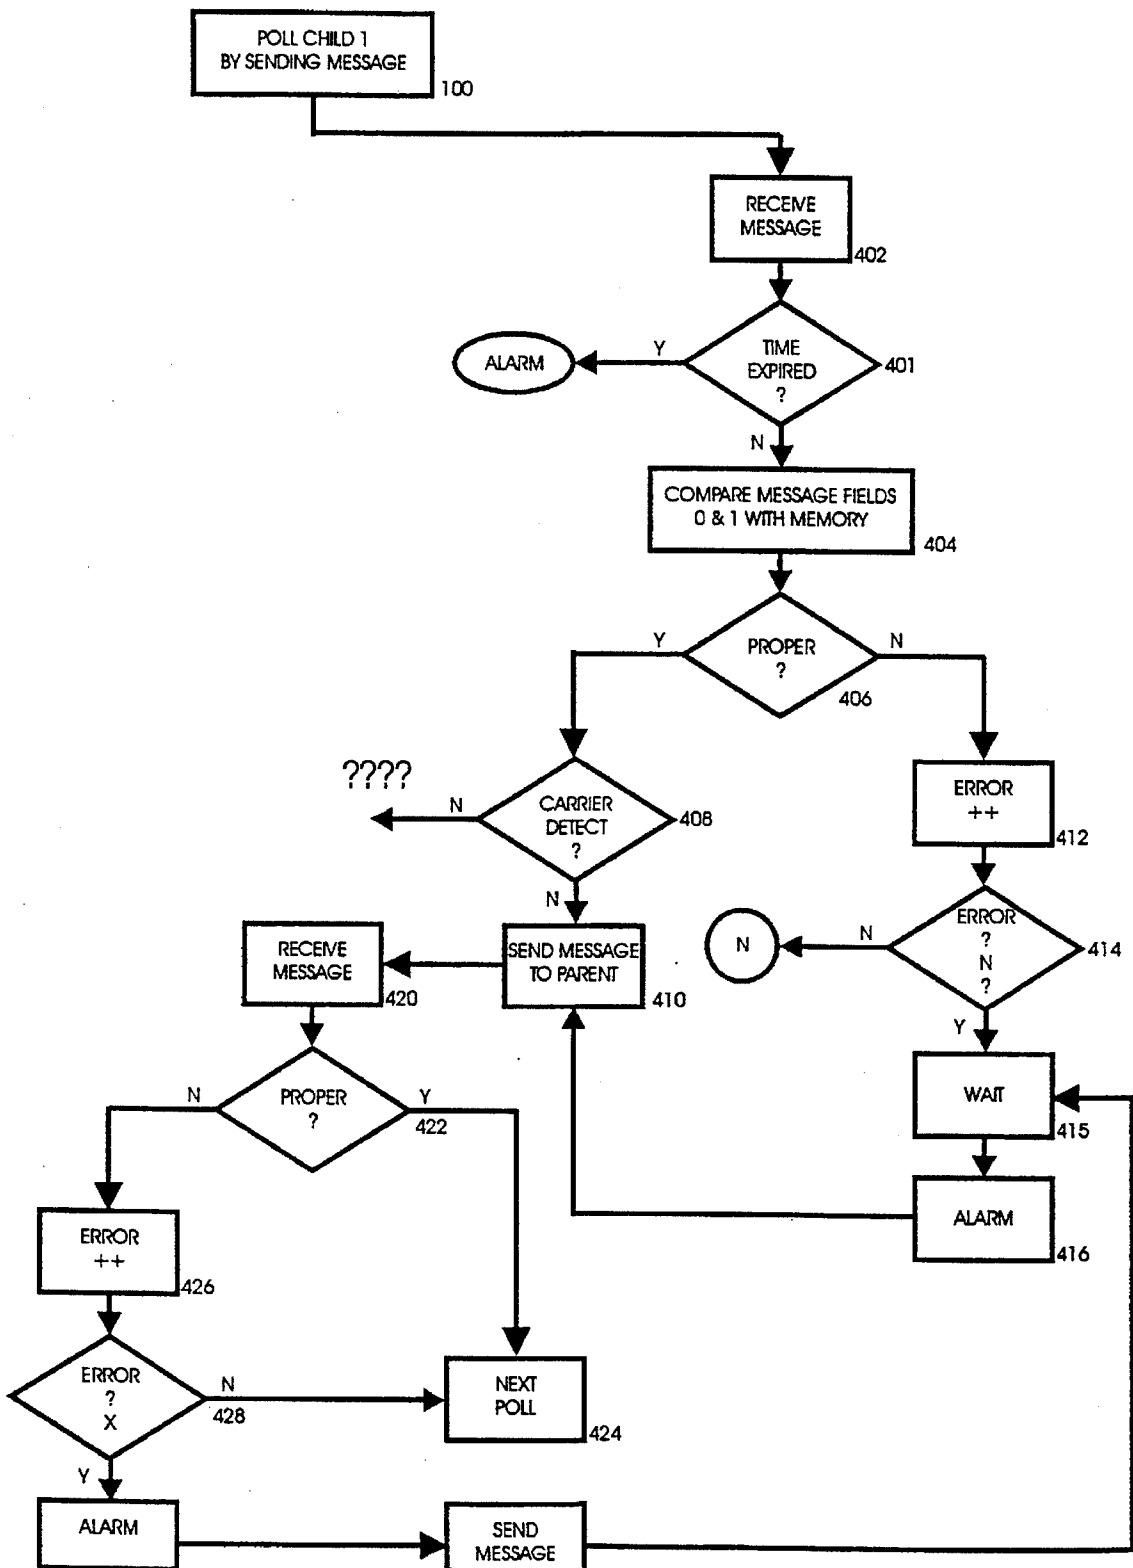 POLL CHILD 1
BY SENDING MESSAGE
100
RECEIVE
MESSAGE
402
TIME
EXPIRED
?
401
Y
ALARM
N
COMPARE MESSAGE FIELDS
0 & 1 WITH MEMORY
404
PROPER
?
406
Y
N
????
N
CARRIER
DETECT
?
408
N
ERROR
++
412
ERROR
?
N
?
414
N
N
Y
SEND MESSAGE
TO PARENT
410
RECEIVE
MESSAGE
420
WAIT
415
ALARM
416
PROPER
?
422
N
Y
ERROR
++
426
ERROR
?
X
428
N
NEXT
POLL
424
Y
ALARM
SEND
MESSAGE